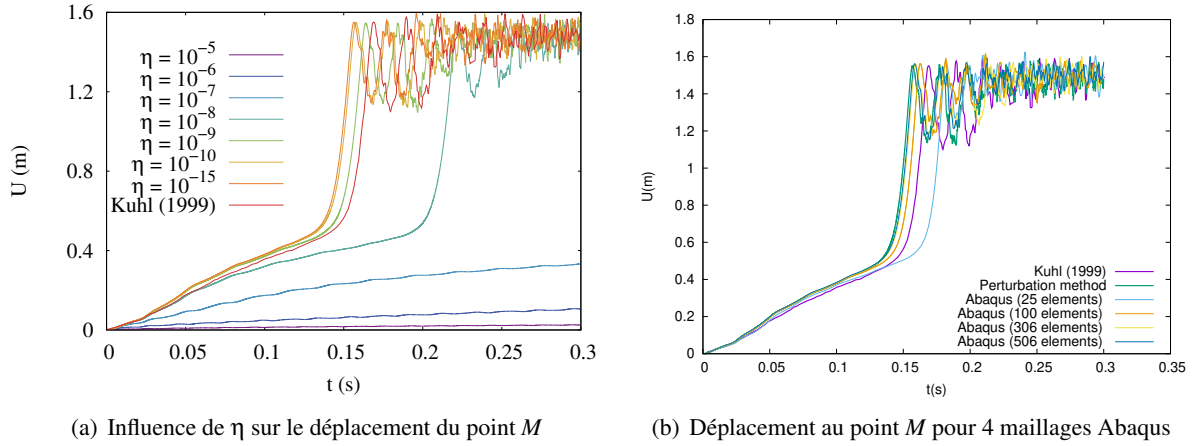 1.6
1.2
0.8
0.4
0
U (m)
0
0.05
0.1
0.15
0.2
0.25
0.3
t (s)
η = 10⁻⁵
η = 10⁻⁶
η = 10⁻⁷
η = 10⁻⁸
η = 10⁻⁹
η = 10⁻¹⁰
η = 10⁻¹⁵
Kuhl (1999)
(a) Influence de η sur le déplacement du point M
1.8
1.6
1.4
1.2
1
0.8
0.6
0.4
0.2
0
U(m)
0
0.05
0.1
0.15
0.2
0.25
0.3
0.35
t(s)
Kuhl (1999)
Perturbation method
Abaqus (25 elements)
Abaqus (100 elements)
Abaqus (306 elements)
Abaqus (506 elements)
(b) Déplacement au point M pour 4 maillages Abaqus